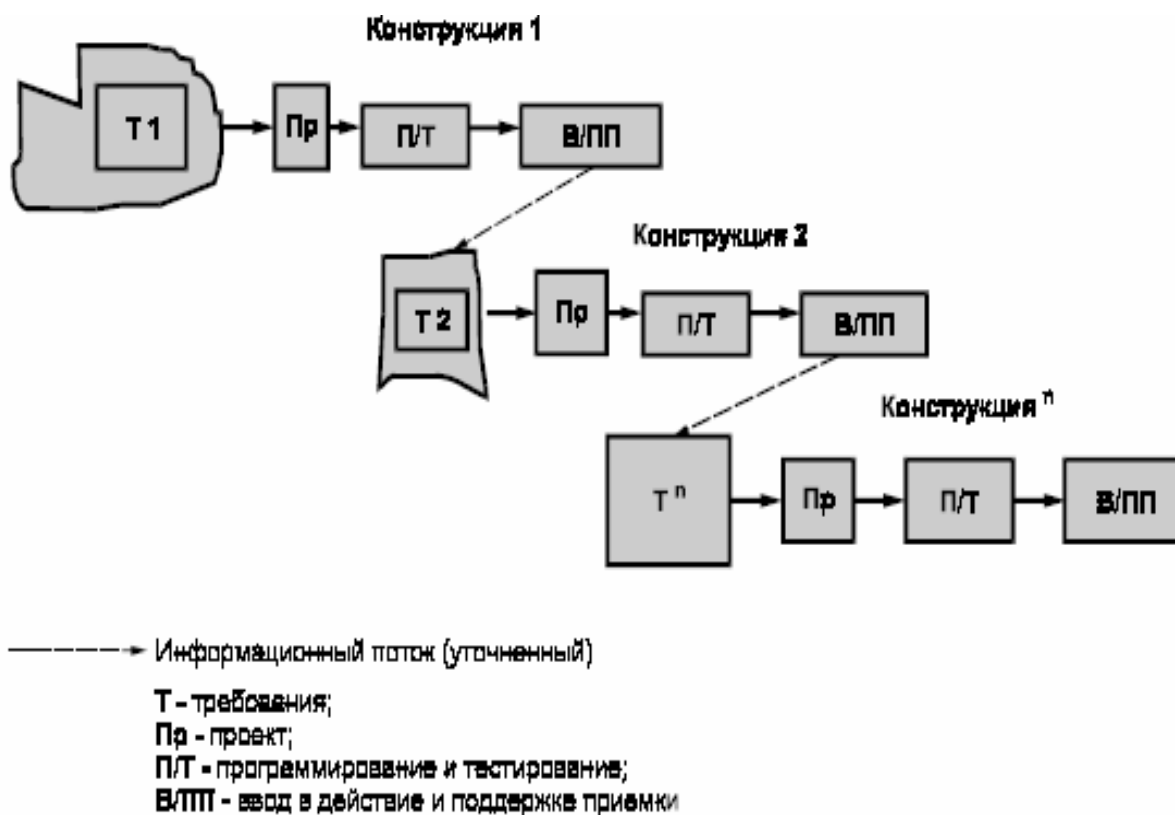 Конструкция 1
Т 1
Пр
П/Т
В/ПП
Конструкция 2
Т 2
Пр
П/Т
В/ПП
Конструкция n
Т n
Пр
П/Т
В/ПП
Информационный поток (уточненный)
Т - требования;
Пр - проект;
П/Т - программирование и тестирование;
В/ПП - ввод в действие и поддержке приемки